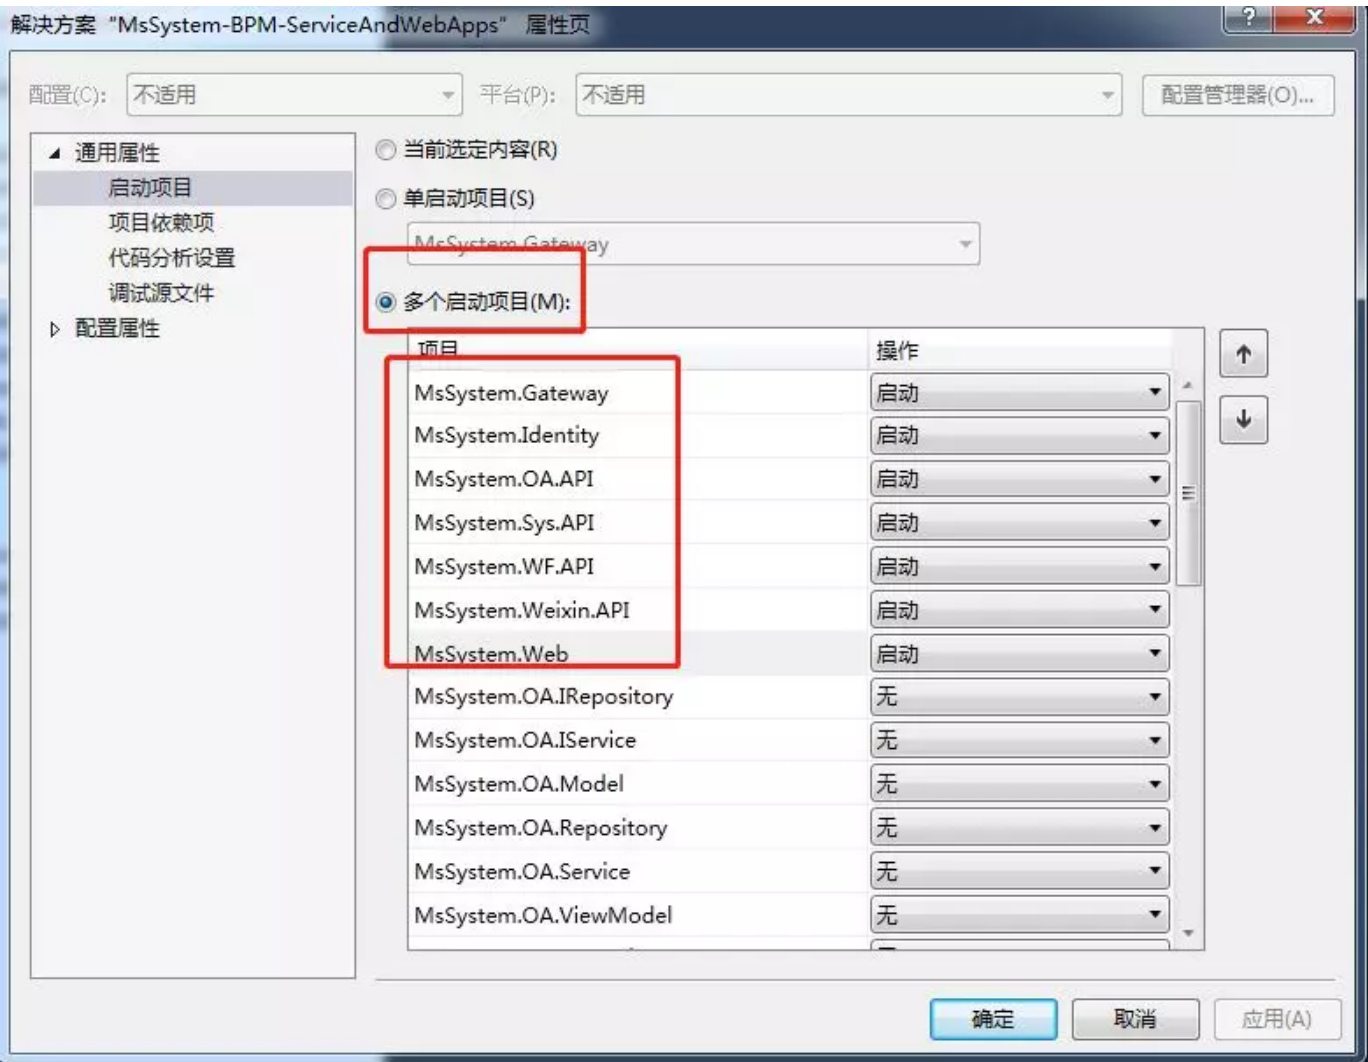 解决方案 “MsSystem-BPM-ServiceAndWebApps” 属性页
配置(C): 不适用 平台(P): 不适用 配置管理器(O)...
通用属性
启动项目
项目依赖项
代码分析设置
调试源文件
配置属性
当前选定内容(R)
单启动项目(S)
MsSystem.Gateway
多个启动项目(M):
项目 操作
MsSystem.Gateway 启动
MsSystem.Identity 启动
MsSystem.OA.API 启动
MsSystem.Sys.API 启动
MsSystem.WF.API 启动
MsSystem.Weixin.API 启动
MsSystem.Web 启动
MsSystem.OA.IRepository 无
MsSystem.OA.IService 无
MsSystem.OA.Model 无
MsSystem.OA.Repository 无
MsSystem.OA.Service 无
MsSystem.OA.ViewModel 无
确定 取消 应用(A)